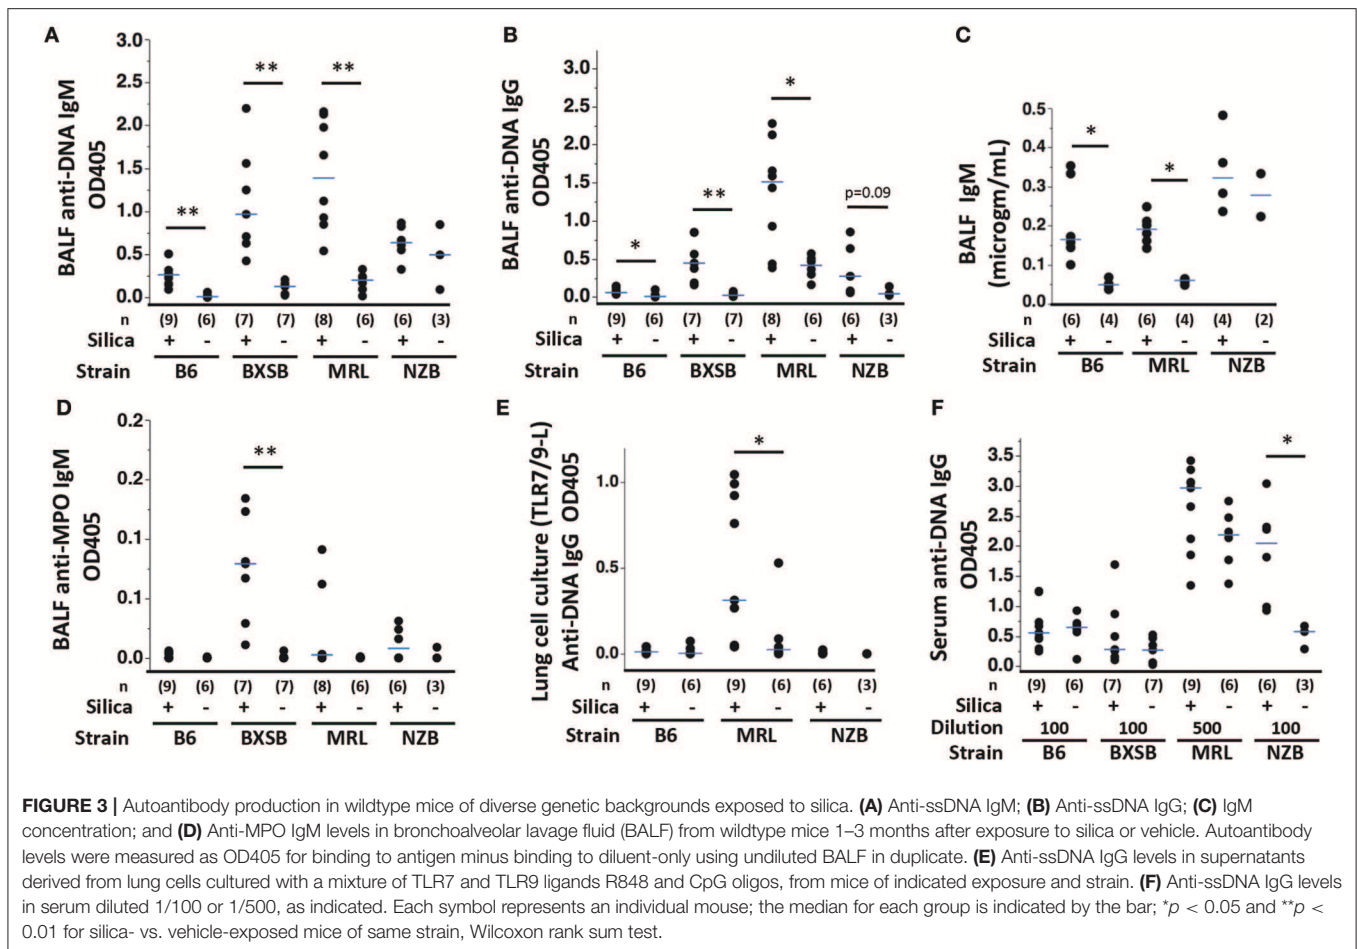 A
BALF anti-DNA IgM
OD405
3.0
2.5
2.0
1.5
1.0
0.5
0.0
**
**
**
n (9) (6) (7) (7) (8) (6) (6) (3)
Silica + - + - + - + -
Strain B6 BXSB MRL NZB
B
BALF anti-DNA IgG
OD405
3.0
2.5
2.0
1.5
1.0
0.5
0.0
*
**
*
p=0.09
n (9) (6) (7) (7) (8) (6) (6) (3)
Silica + - + - + - + -
Strain B6 BXSB MRL NZB
C
BALF IgM
(microgm/mL)
0.5
0.4
0.3
0.2
0.1
0.0
*
*
n (6) (4) (6) (4) (4) (2)
Silica + - + - + -
Strain B6 MRL NZB
D
BALF anti-MPO IgM
OD405
0.2
0.2
0.1
0.1
0.0
**
n (9) (6) (7) (7) (8) (6) (6) (3)
Silica + - + - + - + -
Strain B6 BXSB MRL NZB
E
Lung cell culture (TLR7/9-L)
Anti-DNA IgG OD405
1.0
0.5
0.0
*
n (9) (6) (9) (6) (6) (3)
Silica + - + - + -
Strain B6 MRL NZB
F
Serum anti-DNA IgG
OD405
3.5
3.0
2.5
2.0
1.5
1.0
0.5
0.0
*
n (9) (6) (7) (7) (9) (6) (6) (3)
Silica + - + - + - + -
Dilution 100 100 500 100
Strain B6 BXSB MRL NZB
FIGURE 3 | Autoantibody production in wildtype mice of diverse genetic backgrounds exposed to silica. (A) Anti-ssDNA IgM; (B) Anti-ssDNA IgG; (C) IgM
concentration; and (D) Anti-MPO IgM levels in bronchoalveolar lavage fluid (BALF) from wildtype mice 1–3 months after exposure to silica or vehicle. Autoantibody
levels were measured as OD405 for binding to antigen minus binding to diluent-only using undiluted BALF in duplicate. (E) Anti-ssDNA IgG levels in supernatants
derived from lung cells cultured with a mixture of TLR7 and TLR9 ligands R848 and CpG oligos, from mice of indicated exposure and strain. (F) Anti-ssDNA IgG levels
in serum diluted 1/100 or 1/500, as indicated. Each symbol represents an individual mouse; the median for each group is indicated by the bar; *p < 0.05 and **p <
0.01 for silica- vs. vehicle-exposed mice of same strain, Wilcoxon rank sum test.